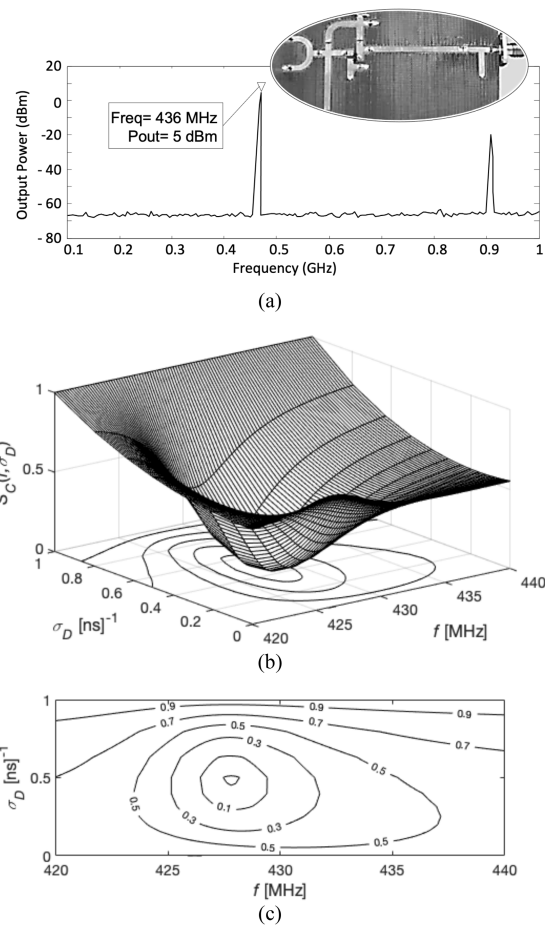 20
0
-20
-40
-60
-80
Output Power (dBm)
Freq= 436 MHz
Pout= 5 dBm
0.1 0.2 0.3 0.4 0.5 0.6 0.7 0.8 0.9 1
Frequency (GHz)
(a)
1
0.5
0
S_C(f,σ_D)
1 0.8 0.6 0.4 0.2 0
σ_D [ns]⁻¹
420 425 430 435 440
f [MHz]
(b)
1
0.5
0
σ_D [ns]⁻¹
0.9 0.9 0.9
0.7 0.7 0.7
0.5
0.3
0.5
0.1
0.5
0.3
0.5
420 425 430 435 440
f [MHz]
(c)